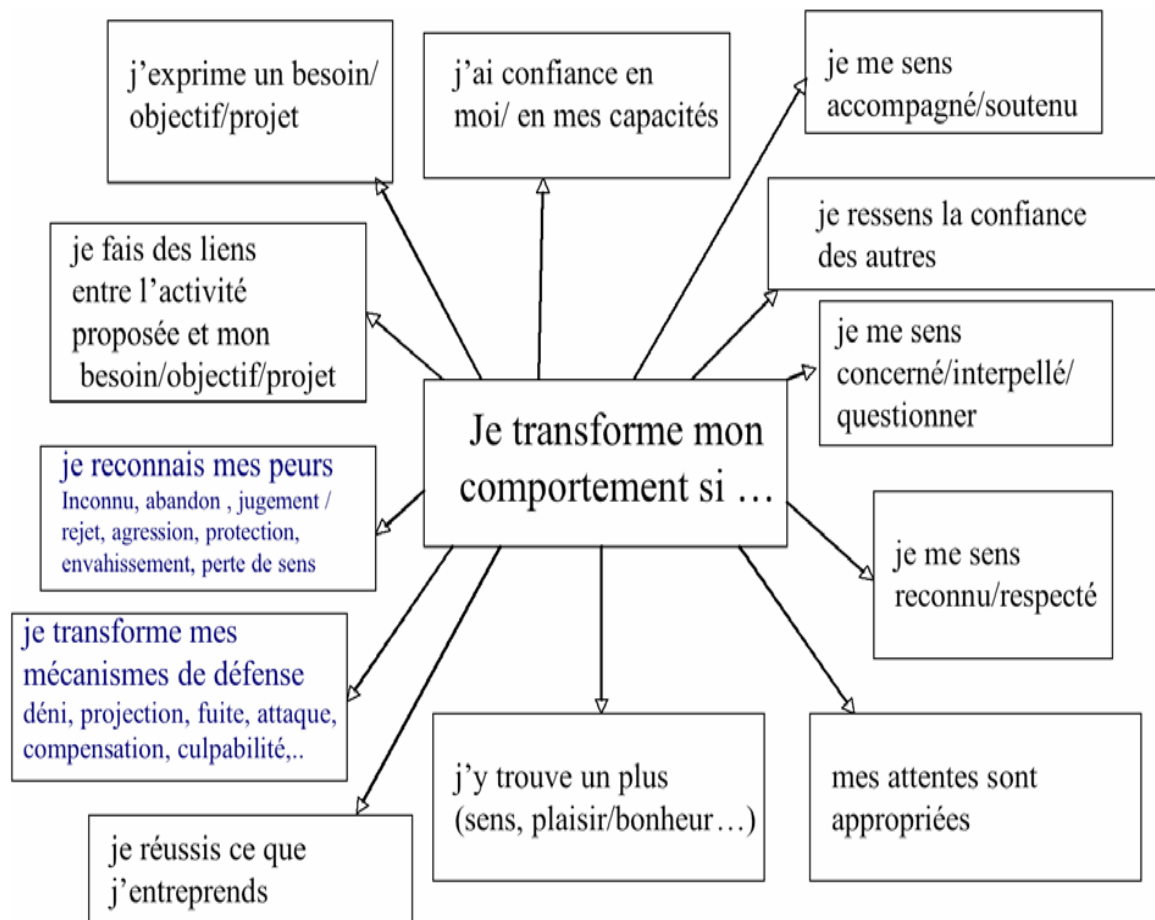 j'exprime un besoin/
objectif/projet
j'ai confiance en
moi/ en mes capacités
je me sens
accompagné/soutenu
je ressens la confiance
des autres
je fais des liens
entre l'activité
proposée et mon
besoin/objectif/projet
je me sens
concerné/interpellé/
questionner
Je transforme mon
comportement si …
je reconnais mes peurs
Inconnu, abandon , jugement /
rejet, agression, protection,
envahissement, perte de sens
je me sens
reconnu/respecté
je transforme mes
mécanismes de défense
déni, projection, fuite, attaque,
compensation, culpabilité,..
j'y trouve un plus
(sens, plaisir/bonheur…)
mes attentes sont
appropriées
je réussis ce que
j'entreprends